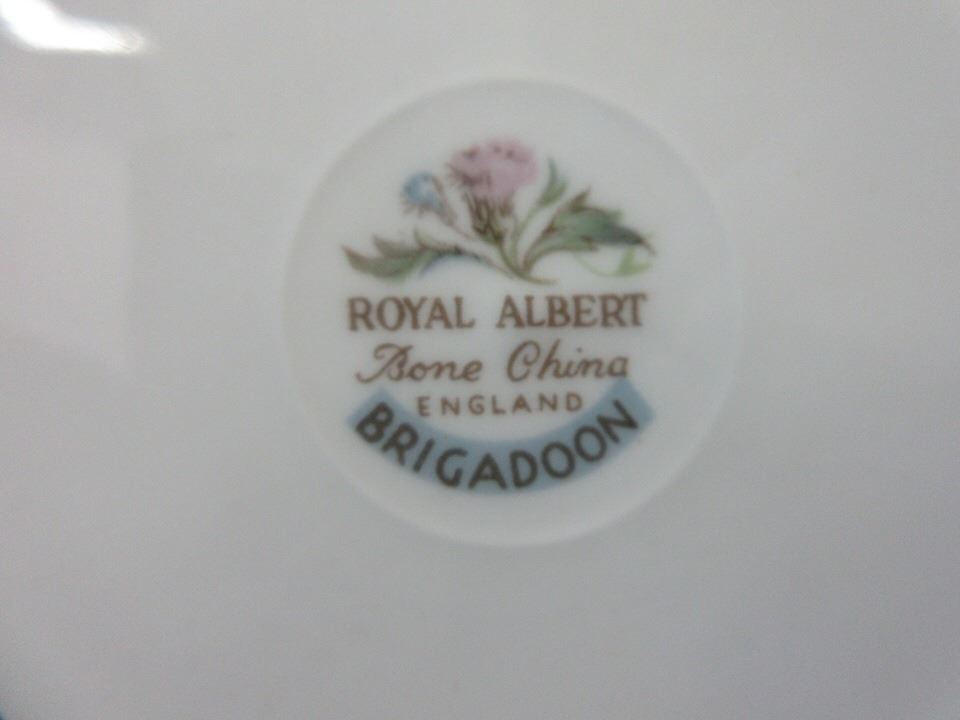 ROYAL ALBERT
Bone China
ENGLAND
BRIGADOON